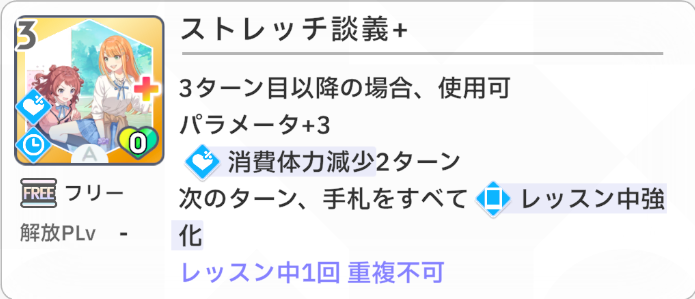 ストレッチ談義+
3
0
A
3ターン目以降の場合、使用可
パラメータ+3
消費体力減少2ターン
次のターン、手札をすべて レッスン中強
化
レッスン中1回 重複不可
FREE フリー
解放PLv -